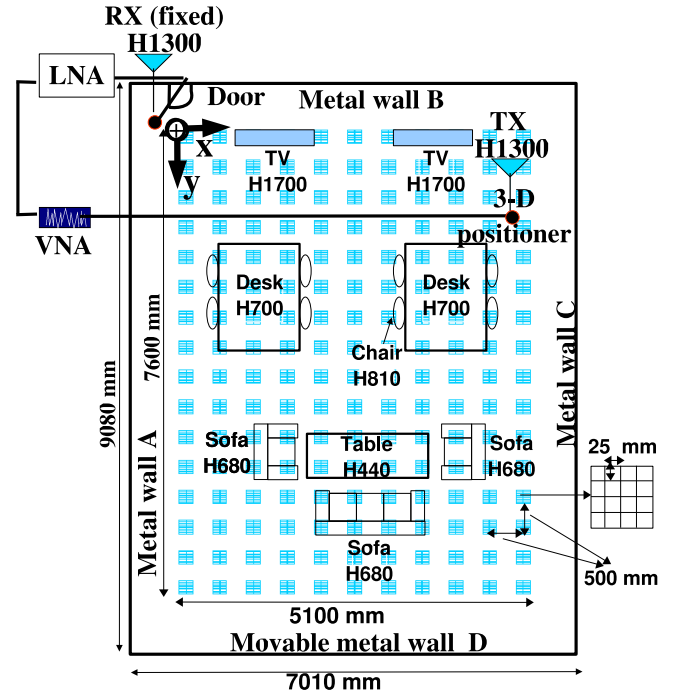 RX (fixed)
H1300
LNA
Door
Metal wall B
TX
H1300
x
y
TV
H1700
TV
H1700
3-D
positioner
VNA
Desk
H700
Desk
H700
Chair
H810
7600 mm
9080 mm
Metal wall A
Metal wall C
Sofa
H680
Table
H440
Sofa
H680
25 mm
Sofa
H680
500 mm
5100 mm
Movable metal wall D
7010 mm